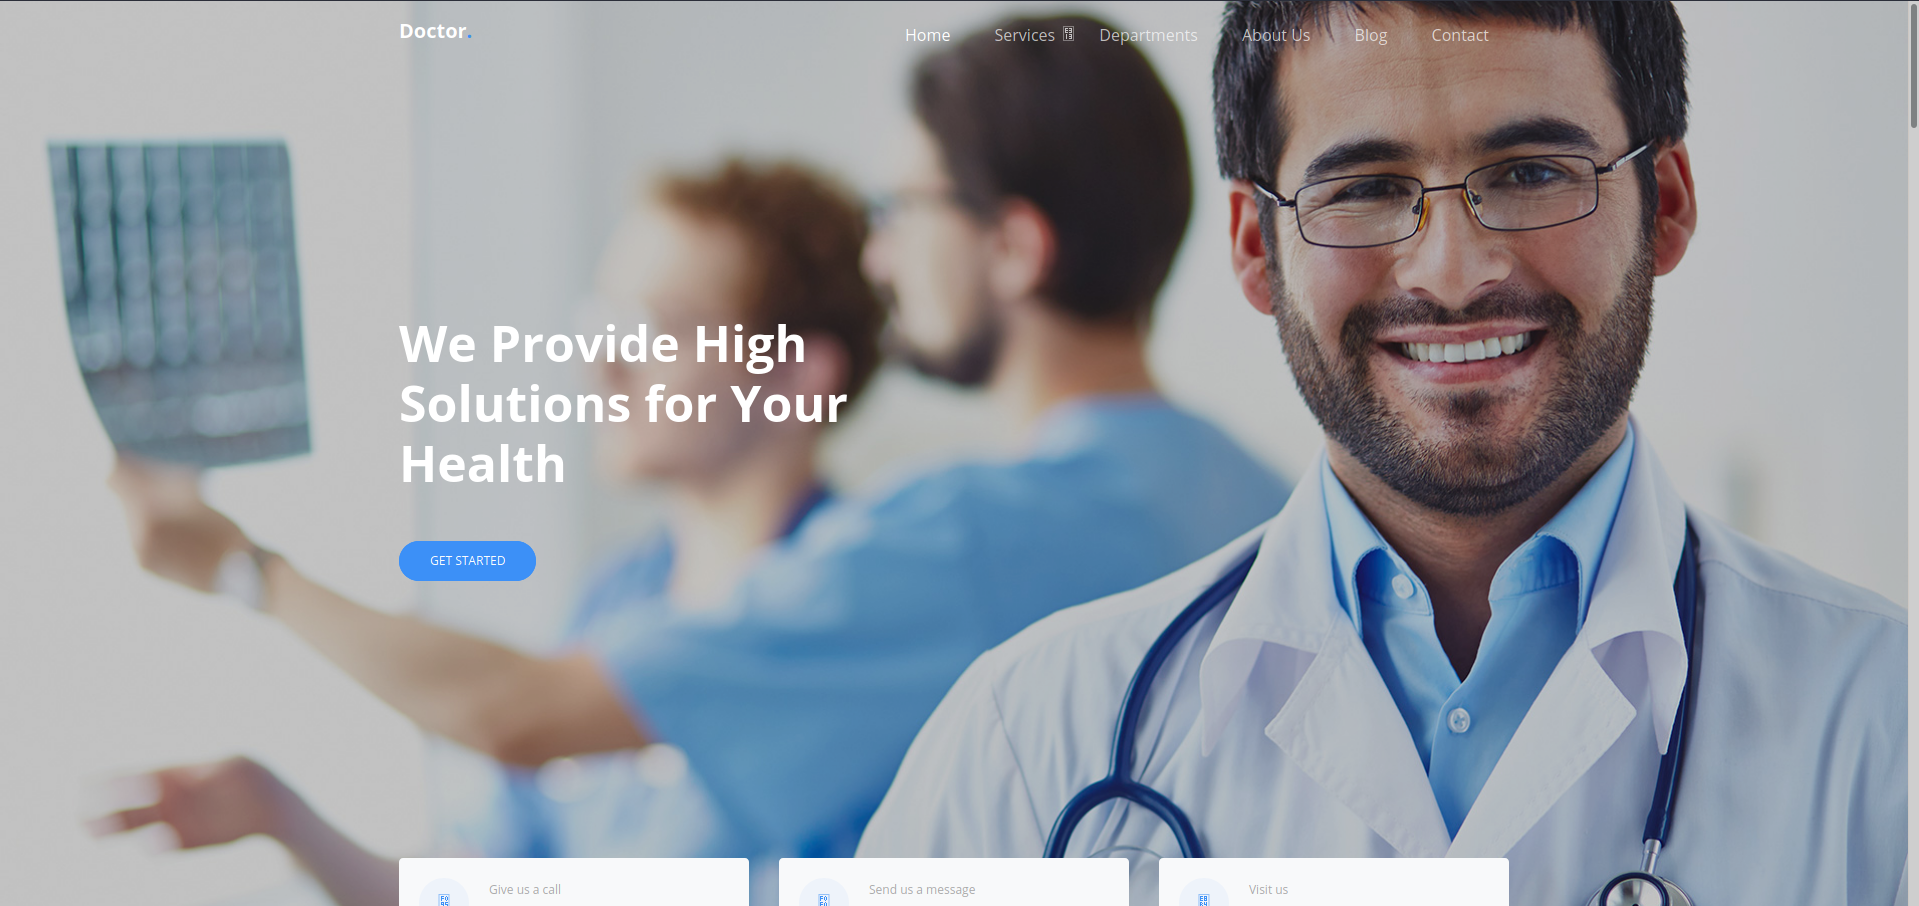 Doctor.
Home Services Departments About Us Blog Contact
We Provide High
Solutions for Your
Health
GET STARTED
Give us a call
Send us a message
Visit us